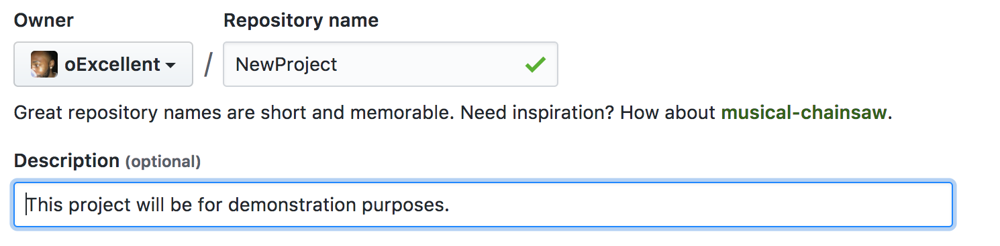 Owner Repository name
oExcellent / NewProject
Great repository names are short and memorable. Need inspiration? How about musical-chainsaw.
Description (optional)
This project will be for demonstration purposes.